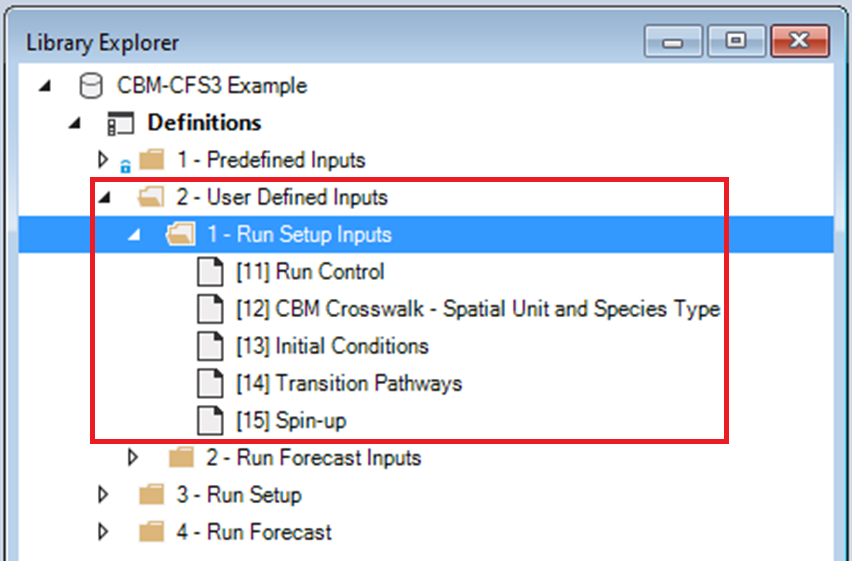 Library Explorer
CBM-CFS3 Example
Definitions
1 - Predefined Inputs
2 - User Defined Inputs
1 - Run Setup Inputs
[11] Run Control
[12] CBM Crosswalk - Spatial Unit and Species Type
[13] Initial Conditions
[14] Transition Pathways
[15] Spin-up
2 - Run Forecast Inputs
3 - Run Setup
4 - Run Forecast